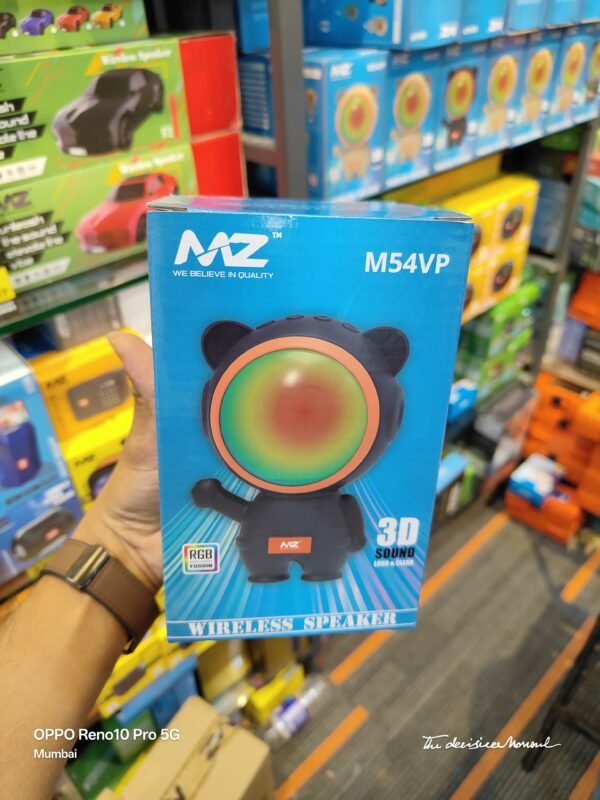 Wireless Speaker
Wireless Speaker
MZ
MZ
MZ™
WE BELIEVE IN QUALITY
M54VP
MZ
RGB
FUSION
3D
SOUND
LOUD & CLEAR
WIRELESS SPEAKER
OPPO Reno10 Pro 5G
Mumbai